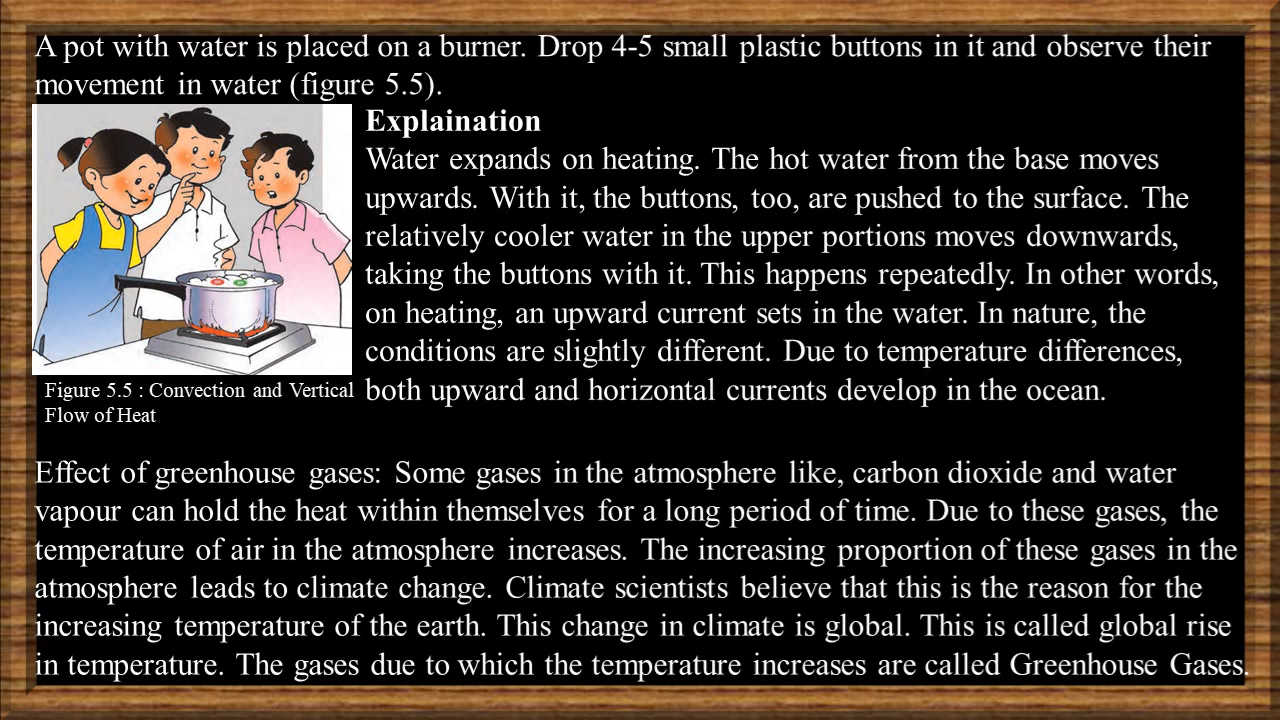 A pot with water is placed on a burner. Drop 4-5 small plastic buttons in it and observe their
movement in water (figure 5.5).
Explaination
Water expands on heating. The hot water from the base moves
upwards. With it, the buttons, too, are pushed to the surface. The
relatively cooler water in the upper portions moves downwards,
taking the buttons with it. This happens repeatedly. In other words,
on heating, an upward current sets in the water. In nature, the
conditions are slightly different. Due to temperature differences,
both upward and horizontal currents develop in the ocean.
Figure 5.5 : Convection and Vertical
Flow of Heat
Effect of greenhouse gases: Some gases in the atmosphere like, carbon dioxide and water
vapour can hold the heat within themselves for a long period of time. Due to these gases, the
temperature of air in the atmosphere increases. The increasing proportion of these gases in the
atmosphere leads to climate change. Climate scientists believe that this is the reason for the
increasing temperature of the earth. This change in climate is global. This is called global rise
in temperature. The gases due to which the temperature increases are called Greenhouse Gases.